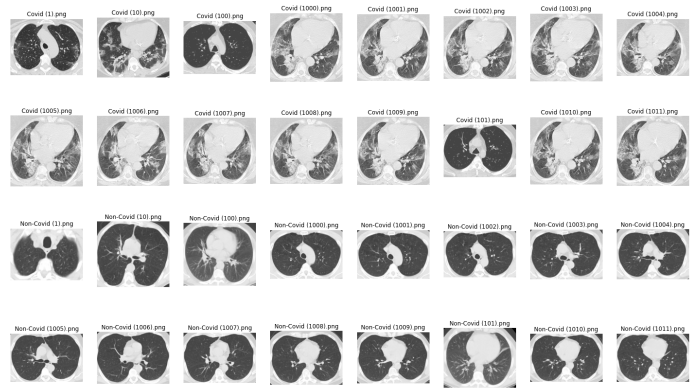 Covid (1).png
Covid (10).png
Covid (100).png
Covid (1000).png
Covid (1001).png
Covid (1002).png
Covid (1003).png
Covid (1004).png
Covid (1005).png
Covid (1006).png
Covid (1007).png
Covid (1008).png
Covid (1009).png
Covid (101).png
Covid (1010).png
Covid (1011).png
Non-Covid (1).png
Non-Covid (10).png
Non-Covid (100).png
Non-Covid (1000).png
Non-Covid (1001).png
Non-Covid (1002).png
Non-Covid (1003).png
Non-Covid (1004).png
Non-Covid (1005).png
Non-Covid (1006).png
Non-Covid (1007).png
Non-Covid (1008).png
Non-Covid (1009).png
Non-Covid (101).png
Non-Covid (1010).png
Non-Covid (1011).png